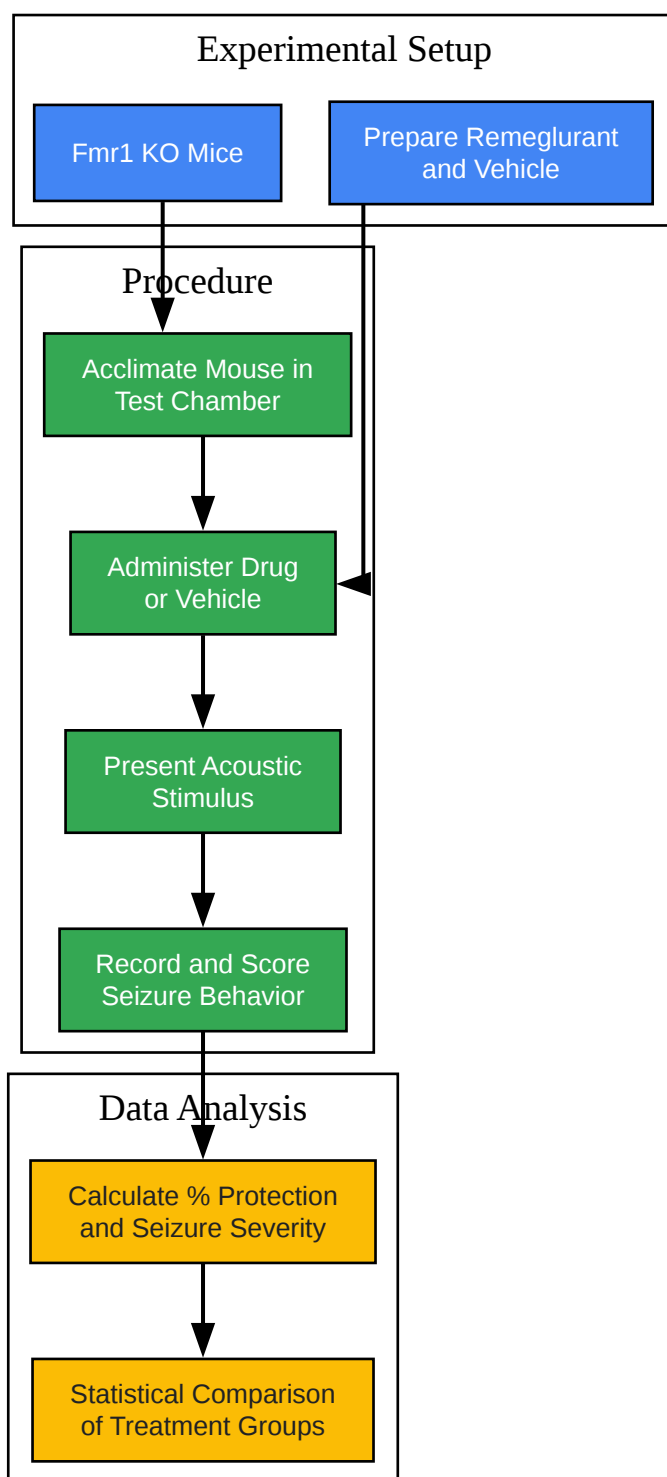 Experimental Setup
Fmr1 KO Mice
Prepare Remeglurant
and Vehicle
Procedure
Acclimate Mouse in
Test Chamber
Administer Drug
or Vehicle
Present Acoustic
Stimulus
Record and Score
Seizure Behavior
Data Analysis
Calculate % Protection
and Seizure Severity
Statistical Comparison
of Treatment Groups